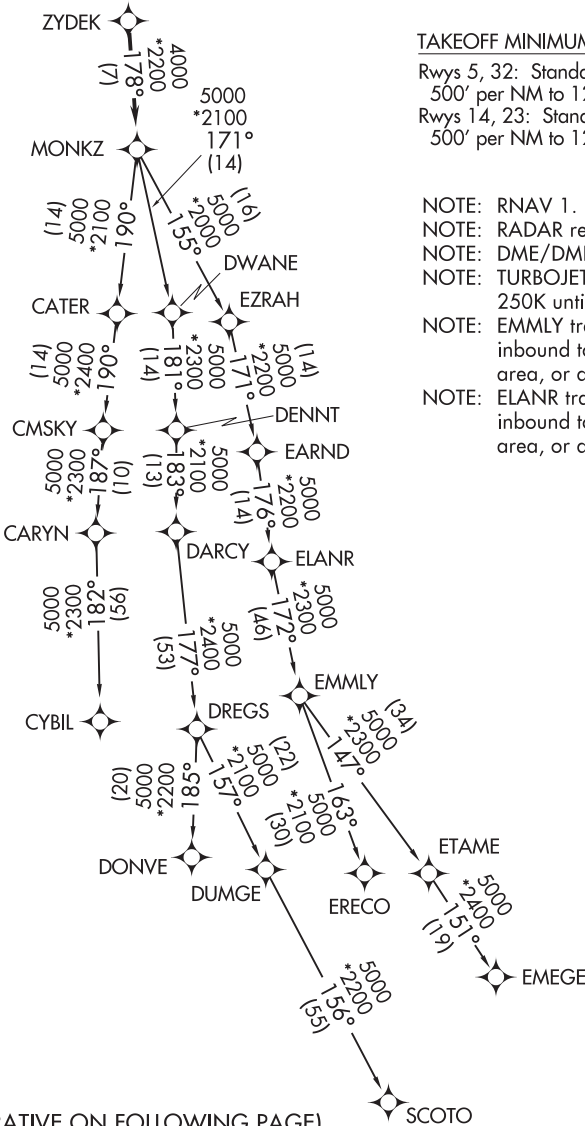 ZYDEK
4000
*2200
178°
(7)
MONKZ
5000
*2100
171°
(14)
(14)
5000
*2100
190°
(16)
5000
*2000
155°
DWANE
CATER
EZRAH
(14)
5000
*2400
190°
5000
*2300
181°
(14)
(14)
5000
*2200
171°
DENNT
CMSKY
EARND
5000
*2300
187°
(10)
5000
*2100
183°
(13)
5000
*2200
176°
(14)
CARYN
DARCY
ELANR
5000
*2300
182°
(56)
5000
*2400
177°
(53)
5000
*2300
172°
(46)
EMMLY
CYBIL
DREGS
(20)
5000
*2200
185°
(22)
5000
*2100
157°
5000
*2100
163°
(30)
(34)
5000
*2300
147°
DONVE
DUMGE
ERECO
ETAME
5000
*2400
151°
(19)
EMEGE
5000
*2200
156°
(55)
SCOTO
TAKEOFF MINIMUM
Rwys 5, 32: Standa
500' per NM to 12
Rwys 14, 23: Stand
500' per NM to 12
NOTE: RNAV 1.
NOTE: RADAR re
NOTE: DME/DM
NOTE: TURBOJET
250K unti
NOTE: EMMLY tra
inbound to
area, or a
NOTE: ELANR tra
inbound to
area, or a
RATIVE ON FOLLOWING PAGE)